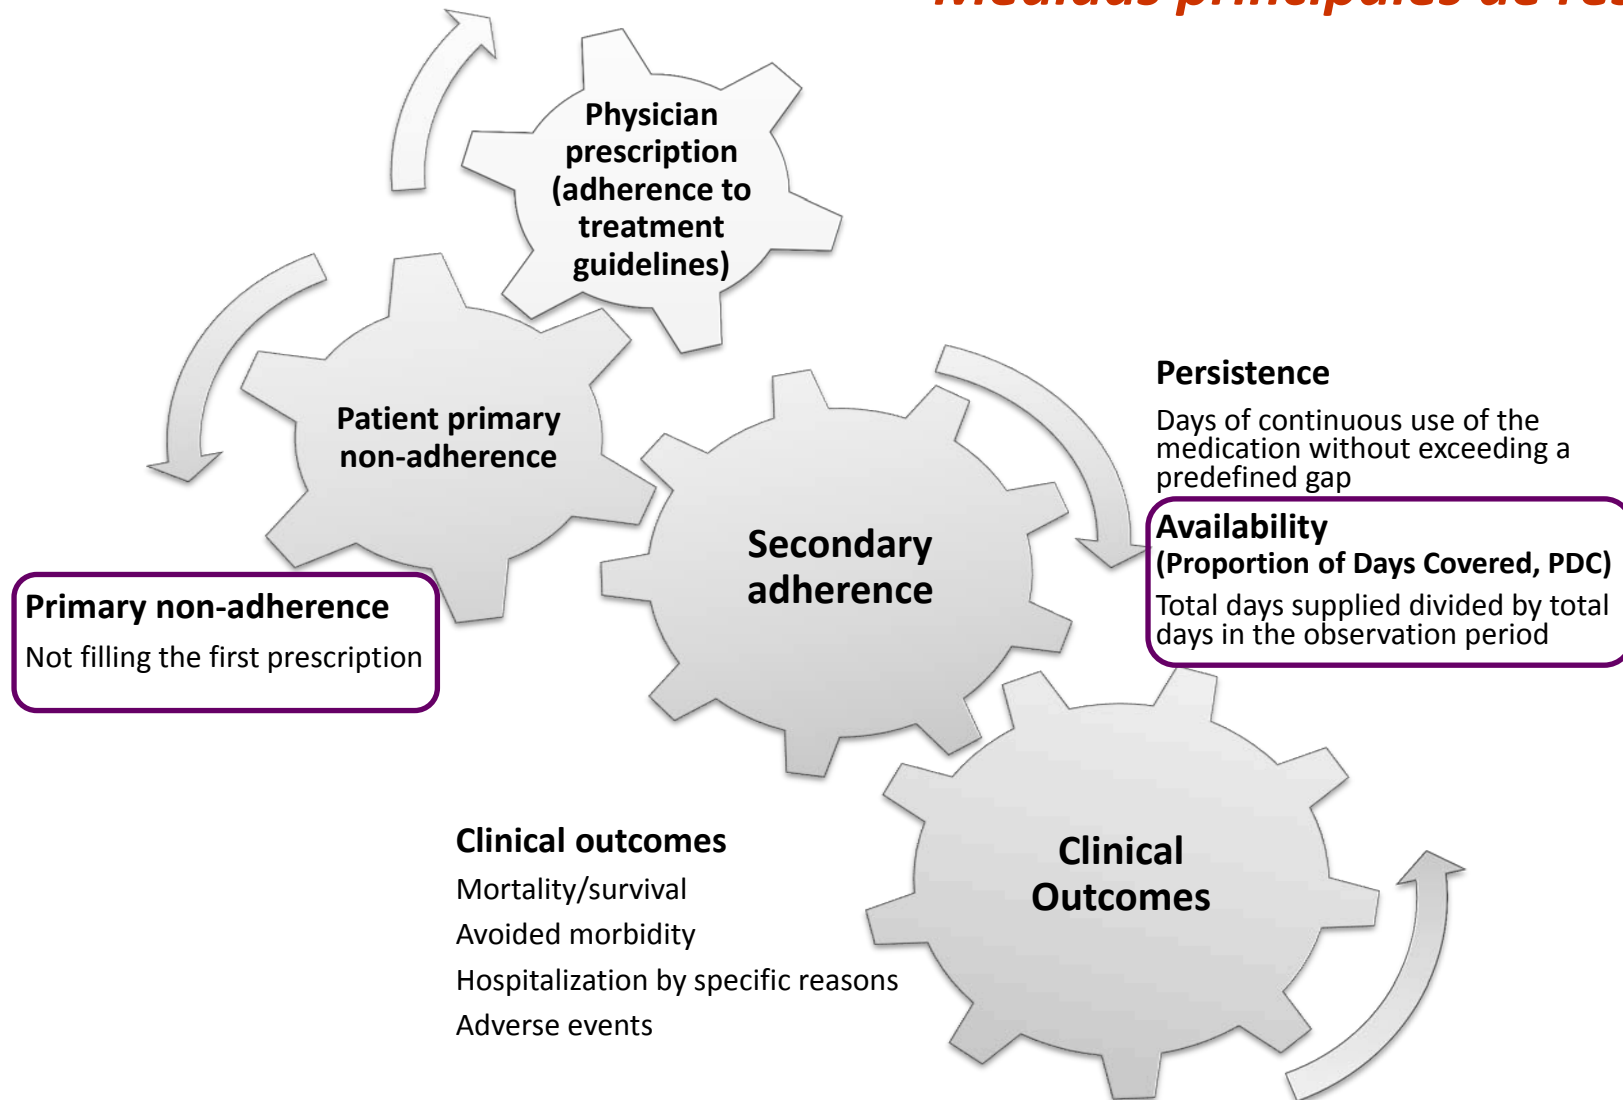 Medidas principales de
Physician
prescription
(adherence to
treatment
guidelines)
Patient primary
non-adherence
Primary non-adherence
Not filling the first prescription
Secondary
adherence
Persistence
Days of continuous use of the
medication without exceeding a
predefined gap
Availability
(Proportion of Days Covered, PDC)
Total days supplied divided by total
days in the observation period
Clinical outcomes
Mortality/survival
Avoided morbidity
Hospitalization by specific reasons
Adverse events
Clinical
Outcomes